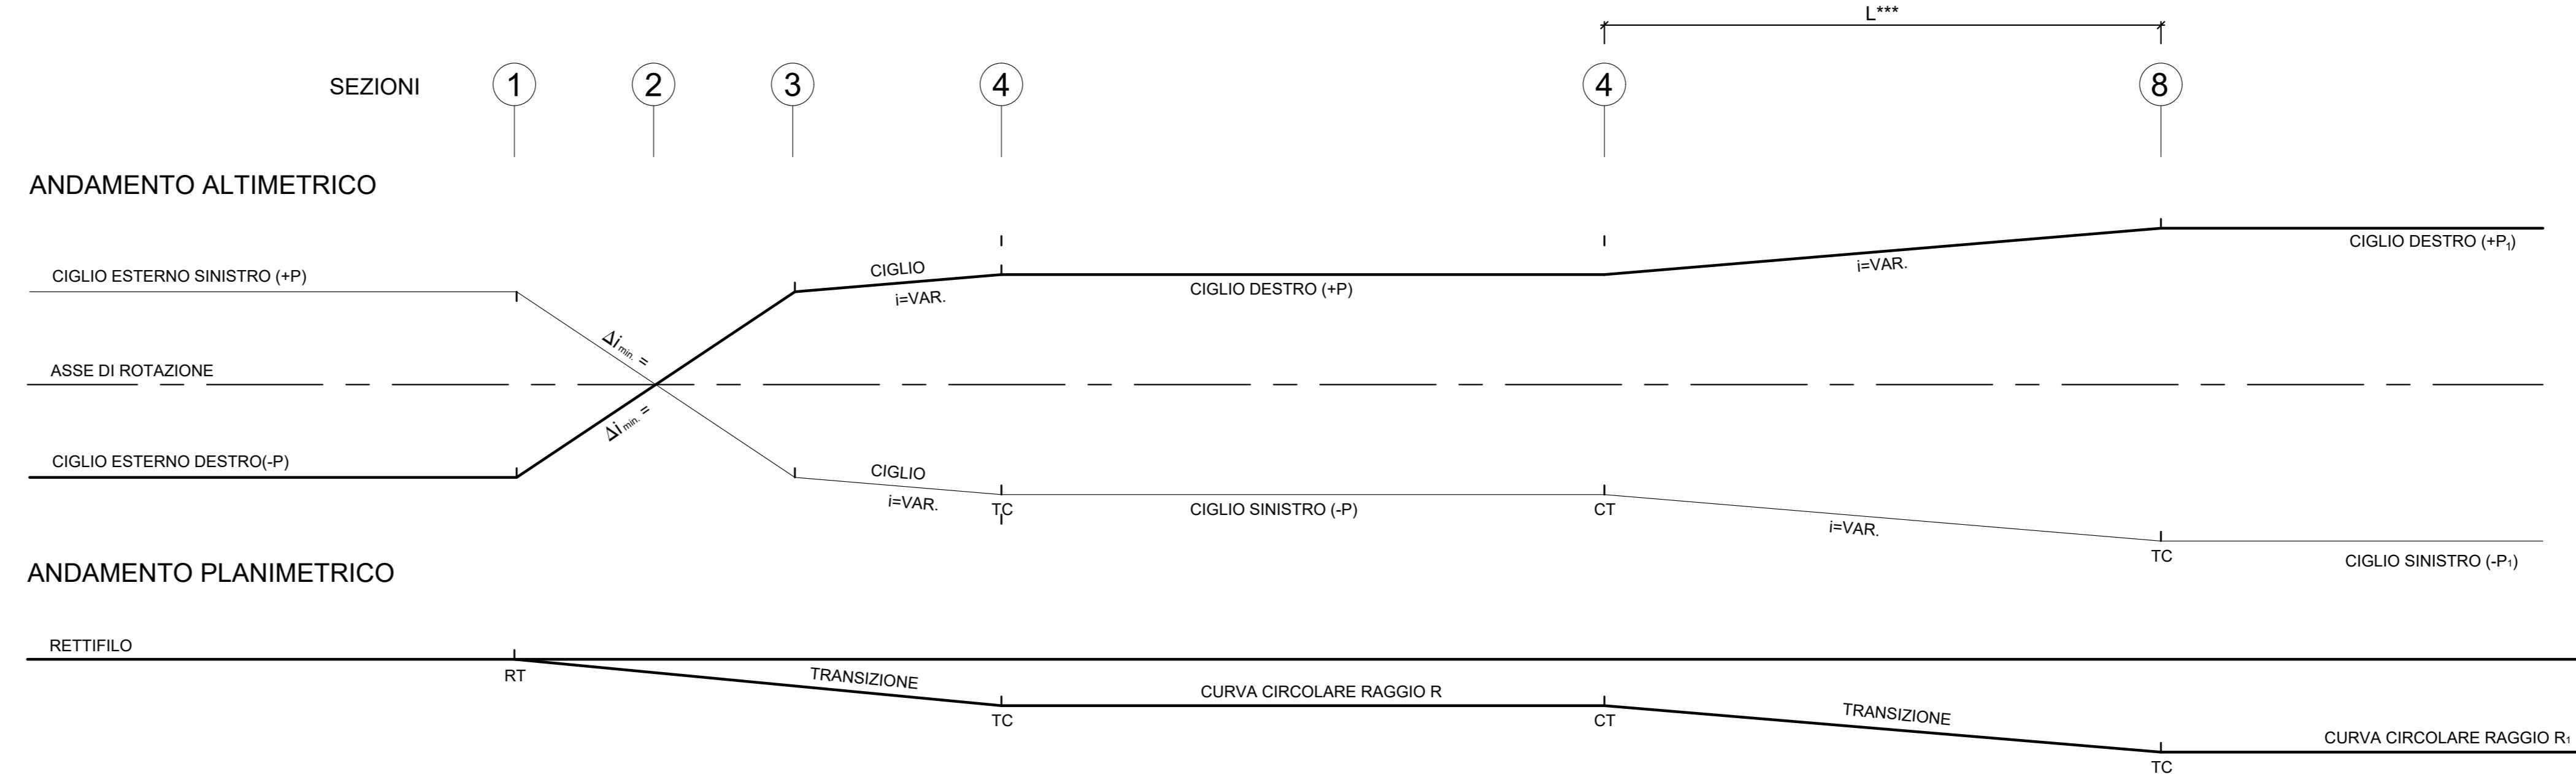 L***
SEZIONI 1 2 3 4 4 8
ANDAMENTO ALTIMETRICO
CIGLIO DESTRO (+P1)
CIGLIO
i=VAR.
CIGLIO ESTERNO SINISTRO (+P)
CIGLIO DESTRO (+P)
i=VAR.
Δimin. =
ASSE DI ROTAZIONE
Δimin. =
CIGLIO ESTERNO DESTRO(-P)
CIGLIO
i=VAR.
TC
CIGLIO SINISTRO (-P)
CT
i=VAR.
TC
CIGLIO SINISTRO (-P1)
ANDAMENTO PLANIMETRICO
RETTIFILO
RT
TRANSIZIONE
CURVA CIRCOLARE RAGGIO R
TC
CT
TRANSIZIONE
CURVA CIRCOLARE RAGGIO R1
TC